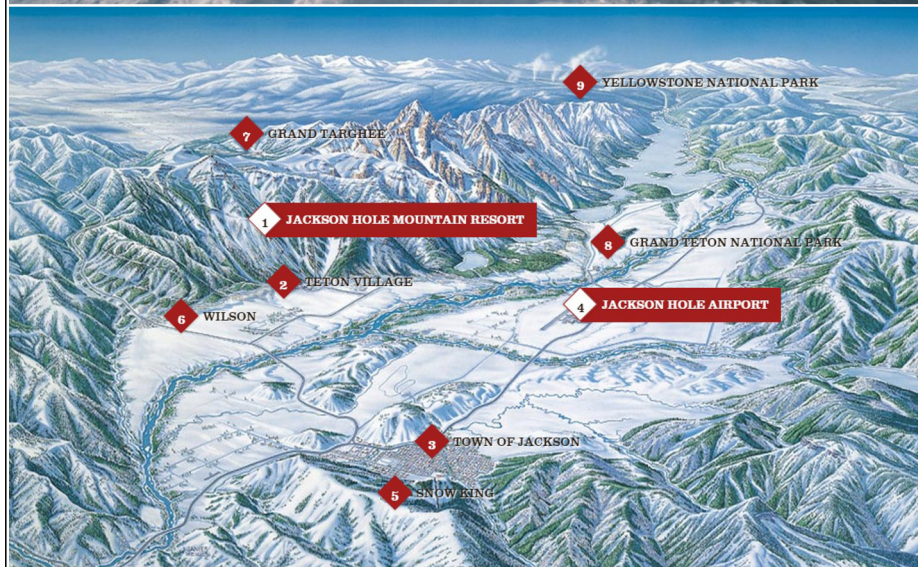 9 YELLOWSTONE NATIONAL PARK
7 GRAND TARGHEE
1 JACKSON HOLE MOUNTAIN RESORT
8 GRAND TETON NATIONAL PARK
2 TETON VILLAGE
4 JACKSON HOLE AIRPORT
6 WILSON
3 TOWN OF JACKSON
5 SNOW KING